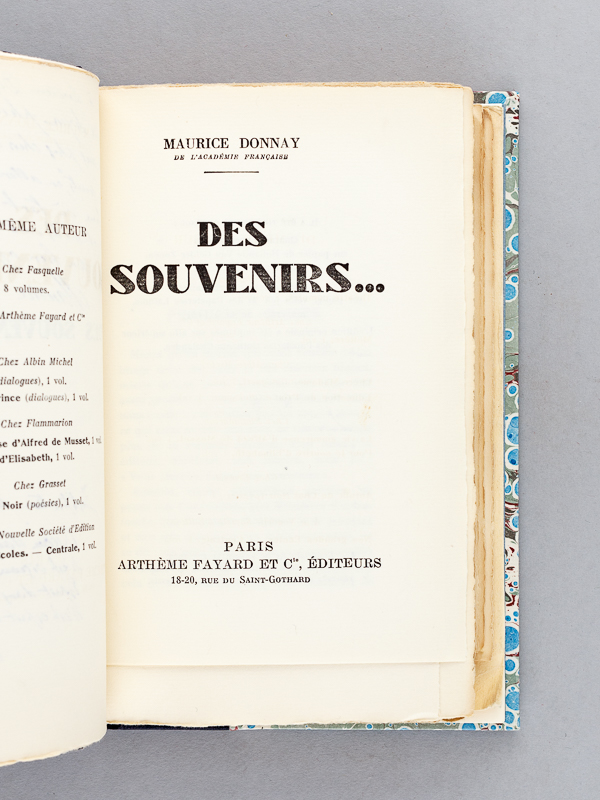 MÊME AUTEUR
Chez Fasquelle
8 volumes.
Arthème Fayard et Cie
Chez Albin Michel
dialogues), 1 vol.
(dialogues), 1 vol.
Chez Flammarion
d'Alfred de Musset, 1 vol.
d'Elisabeth, 1 vol.
Chez Grasset
Noir (poésies), 1 vol.
Nouvelle Société d'Edition
coles. — Centrale, 1 vol.
MAURICE DONNAY
DE L'ACADÉMIE FRANÇAISE
DES
SOUVENIRS...
PARIS
ARTHÈME FAYARD ET Cie, ÉDITEURS
18-20, RUE DU SAINT-GOTHARD